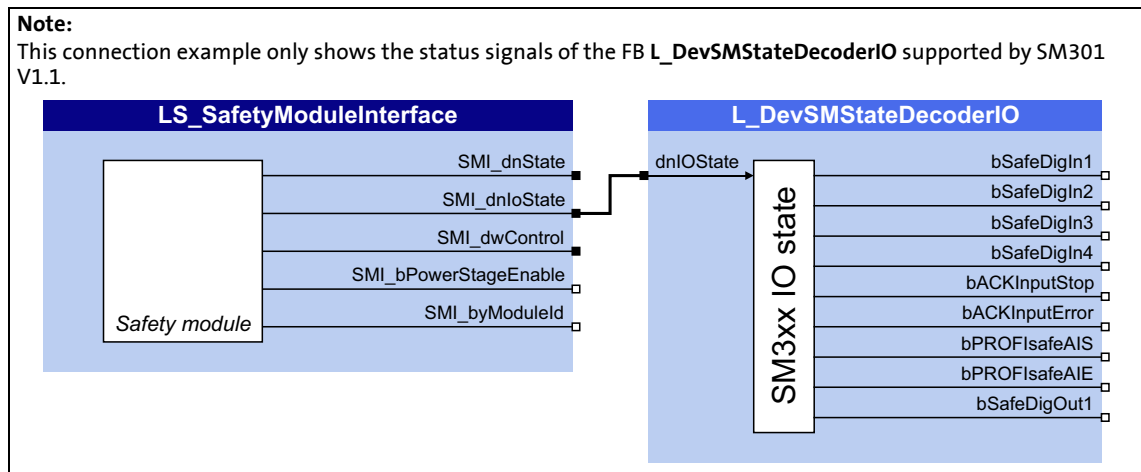 Note:
This connection example only shows the status signals of the FB L_DevSMStateDecoderIO supported by SM301
V1.1.
LS_SafetyModuleInterface
SMI_dnState
SMI_dnIoState
SMI_dwControl
SMI_bPowerStageEnable
SMI_byModuleId
Safety module
L_DevSMStateDecoderIO
dnIOState
SM3xx IO state
bSafeDigIn1
bSafeDigIn2
bSafeDigIn3
bSafeDigIn4
bACKInputStop
bACKInputError
bPROFIsafeAIS
bPROFIsafeAIE
bSafeDigOut1